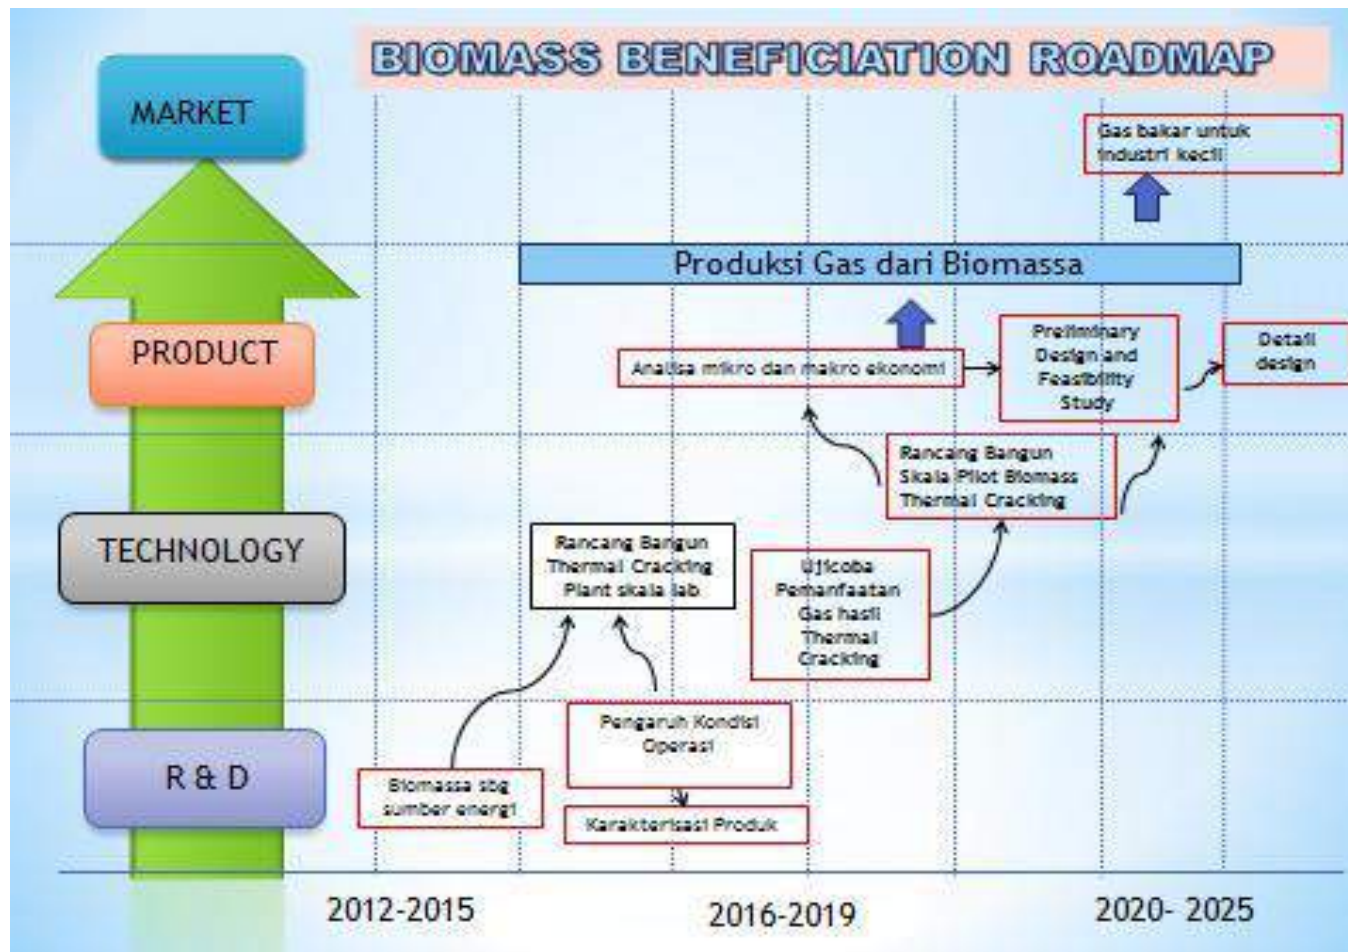 BIOMASS BENEFICIATION ROADMAP
MARKET
Gas bakar untuk
industri kecil
Produksi Gas dari Biomassa
PRODUCT
Analisa mikro dan makro ekonomi
Preliminary
Design and
Feasibility
Study
Detail
design
Rancang Bangun
Skala Pilot Biomass
Thermal Cracking
TECHNOLOGY
Rancang Bangun
Thermal Cracking
Plant skala lab
Ujicoba
Pemanfaatan
Gas hasil
Thermal
Cracking
R & D
Pengaruh Kondisi
Operasi
Biomassa sbg
sumber energi
Karakterisasi Produk
2012-2015
2016-2019
2020- 2025